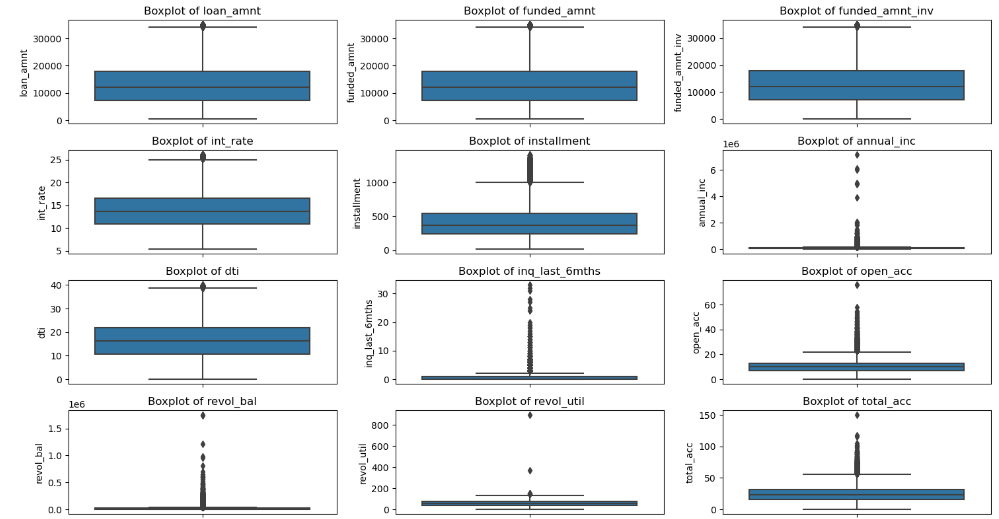 Boxplot of loan_amnt
loan_amnt
30000
20000
10000
0
Boxplot of funded_amnt
funded_amnt
30000
20000
10000
0
Boxplot of funded_amnt_inv
funded_amnt_inv
30000
20000
10000
0
Boxplot of int_rate
int_rate
25
20
15
10
5
Boxplot of installment
installment
1000
500
0
Boxplot of annual_inc
annual_inc
1e6
6
4
2
0
Boxplot of dti
dti
40
30
20
10
0
Boxplot of inq_last_6mths
inq_last_6mths
30
20
10
0
Boxplot of open_acc
open_acc
60
40
20
0
Boxplot of revol_bal
revol_bal
1e6
1.5
1.0
0.5
0.0
Boxplot of revol_util
revol_util
800
600
400
200
0
Boxplot of total_acc
total_acc
150
100
50
0